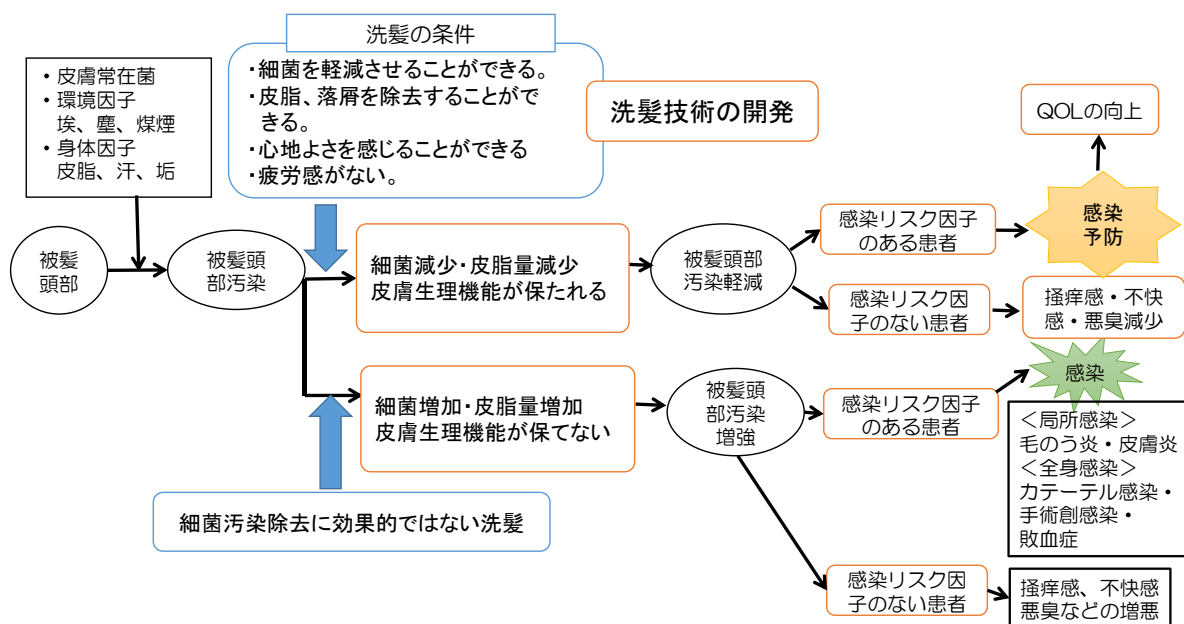 洗髪の条件
・細菌を軽減させることができる。
・皮脂、落屑を除去することがで
きる。
・心地よさを感じることができる
・疲労感がない。
洗髪技術の開発
• 皮膚常在菌
• 環境因子
埃、塵、煤煙
• 身体因子
皮脂、汗、垢
被髪
頭部
被髪頭
部汚染
細菌減少・皮脂量減少
皮膚生理機能が保たれる
被髪頭部
汚染軽減
感染リスク因子
のある患者
感染
予防
QOLの向上
感染リスク因
子のない患者
掻痒感・不快
感・悪臭減少
細菌増加・皮脂量増加
皮膚生理機能が保てない
被髪頭
部汚染
増強
感染リスク因子
のある患者
感染
＜局所感染＞
毛のう炎・皮膚炎
＜全身感染＞
カテーテル感染・
手術創感染・
敗血症
細菌汚染除去に効果的ではない洗髪
感染リスク因
子のない患者
掻痒感、不快感
悪臭などの増悪